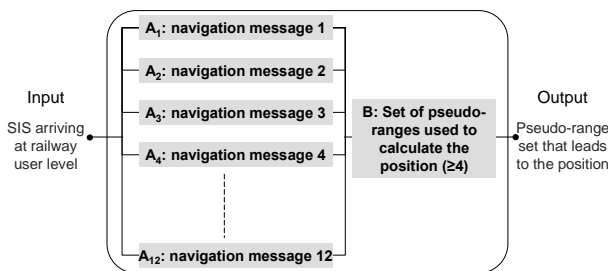 A1: navigation message 1
A2: navigation message 2
A3: navigation message 3
A4: navigation message 4
A12: navigation message 12
Input
SIS arriving
at railway
user level
B: Set of pseudo-
ranges used to
calculate the
position (≥4)
Output
Pseudo-range
set that leads
to the position